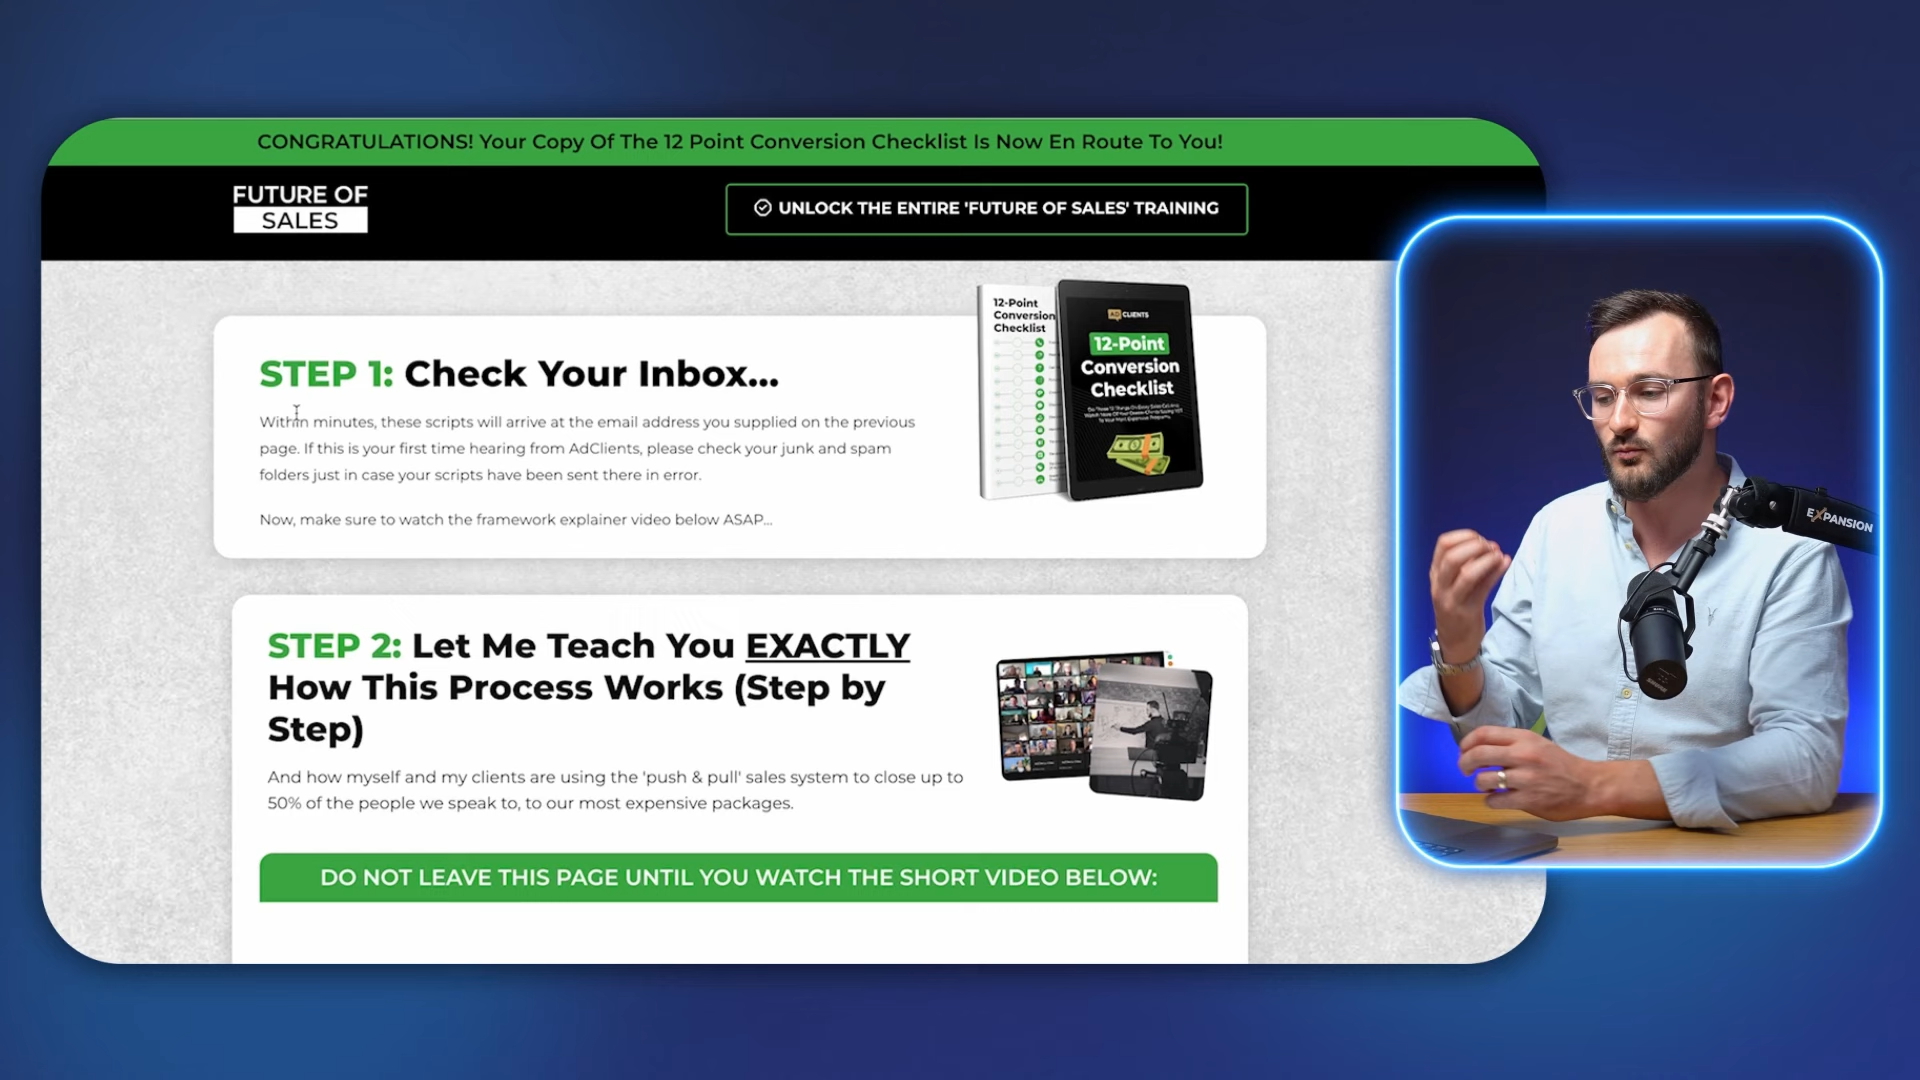 CONGRATULATIONS! Your Copy Of The 12 Point Conversion Checklist Is Now En Route To You!
FUTURE OF
SALES
UNLOCK THE ENTIRE 'FUTURE OF SALES' TRAINING
STEP 1: Check Your Inbox...
Within minutes, these scripts will arrive at the email address you supplied on the previous
page. If this is your first time hearing from AdClients, please check your junk and spam
folders just in case your scripts have been sent there in error.
Now, make sure to watch the framework explainer video below ASAP...
12-Point
Conversion
Checklist
AD CLIENTS
12-Point
Conversion
Checklist
EXPANSION
STEP 2: Let Me Teach You EXACTLY
How This Process Works (Step by
Step)
And how myself and my clients are using the 'push & pull' sales system to close up to
50% of the people we speak to, to our most expensive packages.
DO NOT LEAVE THIS PAGE UNTIL YOU WATCH THE SHORT VIDEO BELOW: